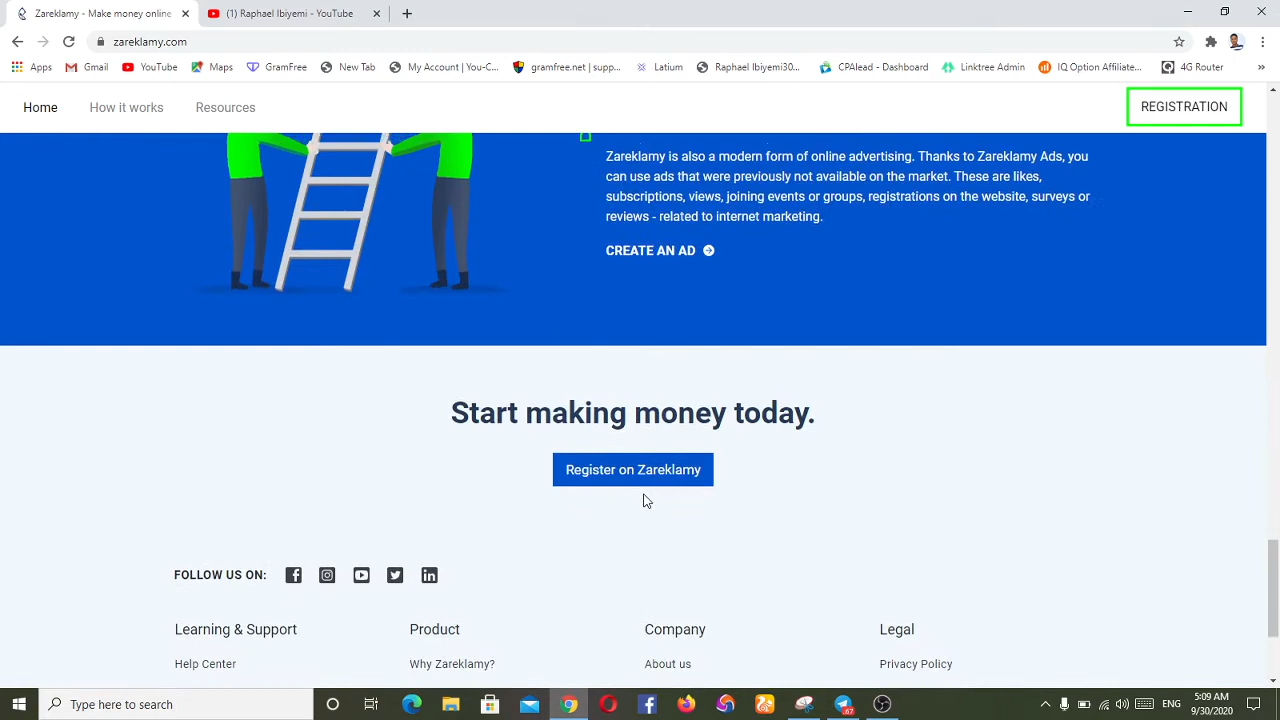 Zareklamy - Make money online
(1) Raphael Ibiyemi - YouTube
zareklamy.com
Apps
Gmail
YouTube
Maps
GramFree
New Tab
My Account | You-C...
gramfree.net | supp...
Latium
Raphael Ibiyemi30...
CPAlead - Dashboard
Linktree Admin
IQ Option Affiliate...
4G Router
»
Home
How it works
Resources
REGISTRATION
Zareklamy is also a modern form of online advertising. Thanks to Zareklamy Ads, you
can use ads that were previously not available on the market. These are likes,
subscriptions, views, joining events or groups, registrations on the website, surveys or
reviews - related to internet marketing.
CREATE AN AD
Start making money today.
Register on Zareklamy
FOLLOW US ON:
Learning & Support
Product
Company
Legal
Help Center
Why Zareklamy?
About us
Privacy Policy
Type here to search
67
ENG
5:09 AM
9/30/2020